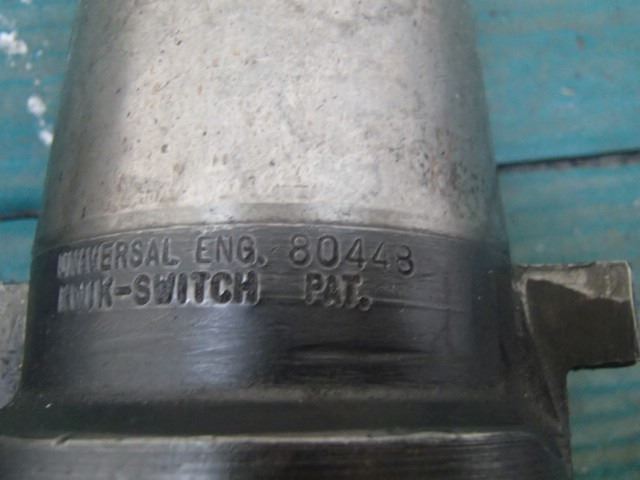 UNIVERSAL ENG. 80448
KWIK-SWITCH PAT.